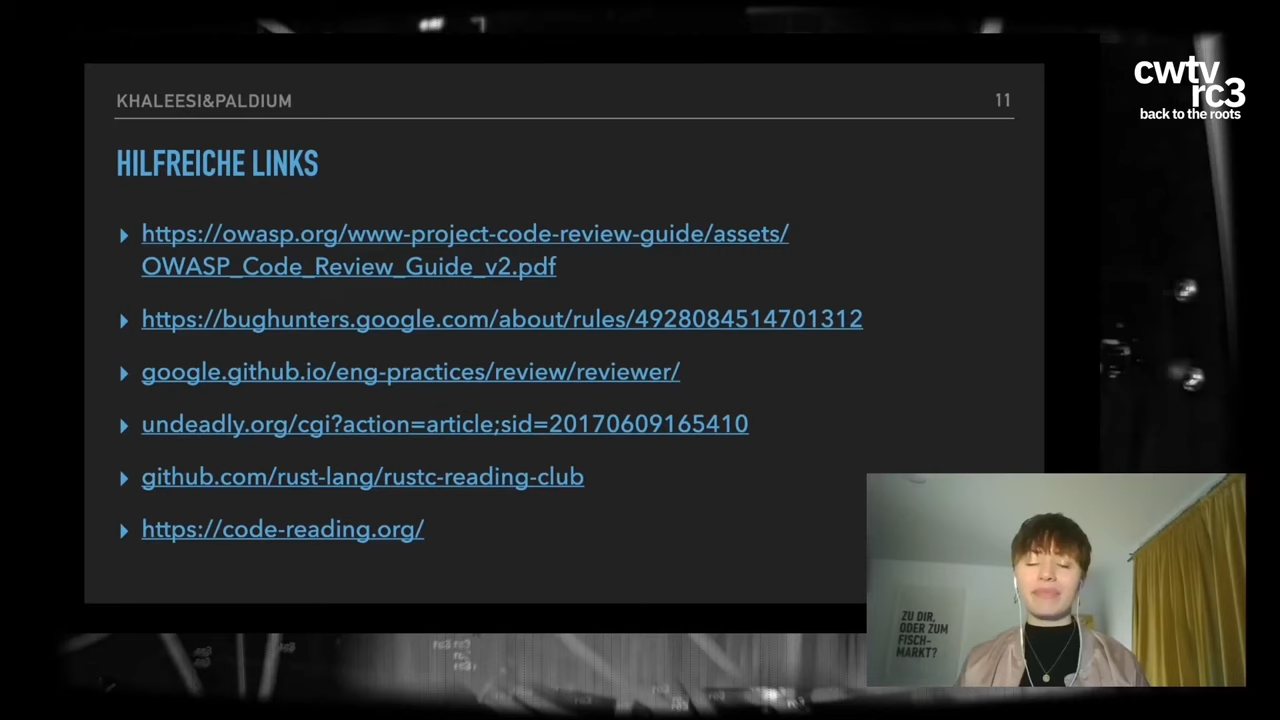 cwtv
rc3
back to the roots
KHALEESI&PALDIUM
11
HILFREICHE LINKS
https://owasp.org/www-project-code-review-guide/assets/
OWASP_Code_Review_Guide_v2.pdf
https://bughunters.google.com/about/rules/4928084514701312
google.github.io/eng-practices/review/reviewer/
undeadly.org/cgi?action=article;sid=20170609165410
github.com/rust-lang/rustc-reading-club
https://code-reading.org/
ZU DIR,
ODER ZUM
FISCH-
MARKT?
rc3 rc3
rc3